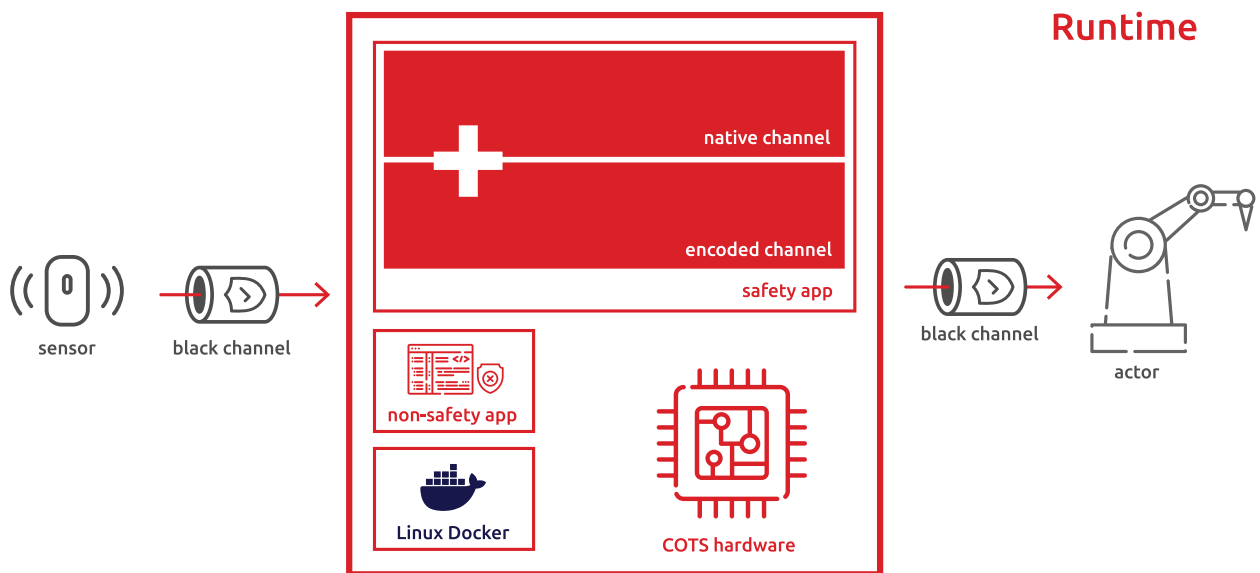 Runtime
native channel
encoded channel
safety app
sensor
black channel
non-safety app
</>
Linux Docker
COTS hardware
black channel
actor